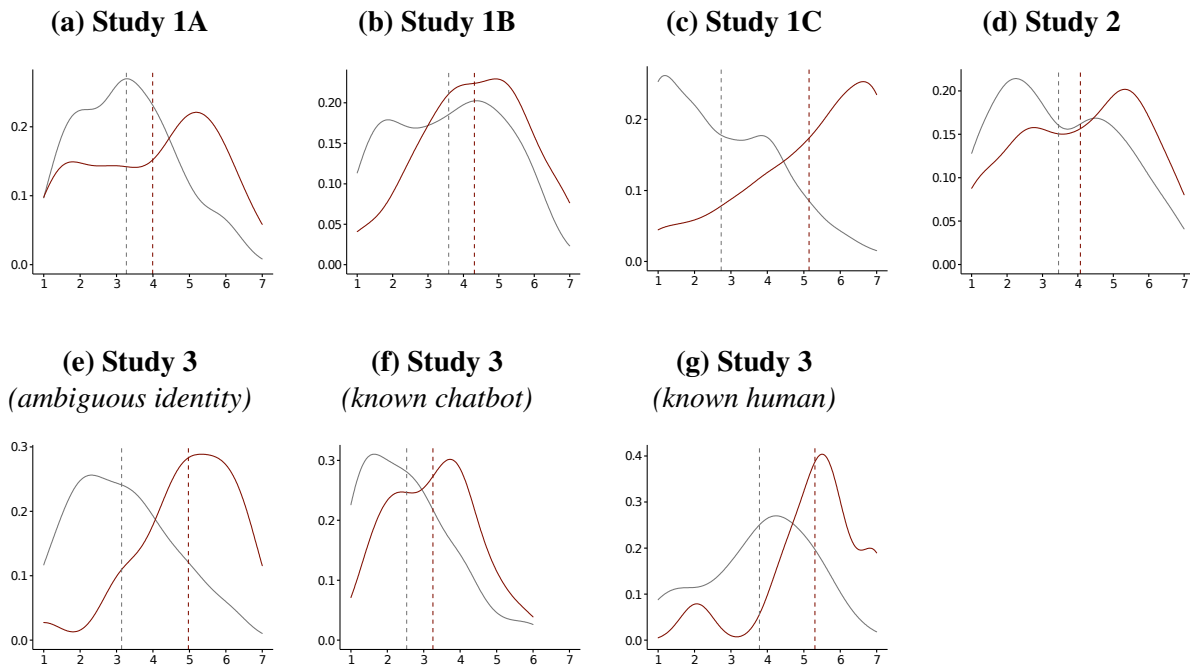 (a) Study 1A
(b) Study 1B
(c) Study 1C
(d) Study 2
0.2
0.1
0.0
1 2 3 4 5 6 7
0.20
0.15
0.10
0.05
0.00
1 2 3 4 5 6 7
0.2
0.1
0.0
1 2 3 4 5 6 7
0.20
0.15
0.10
0.05
0.00
1 2 3 4 5 6 7
(e) Study 3
(ambiguous identity)
(f) Study 3
(known chatbot)
(g) Study 3
(known human)
0.3
0.2
0.1
0.0
1 2 3 4 5 6 7
0.3
0.2
0.1
0.0
1 2 3 4 5 6 7
0.4
0.3
0.2
0.1
0.0
1 2 3 4 5 6 7